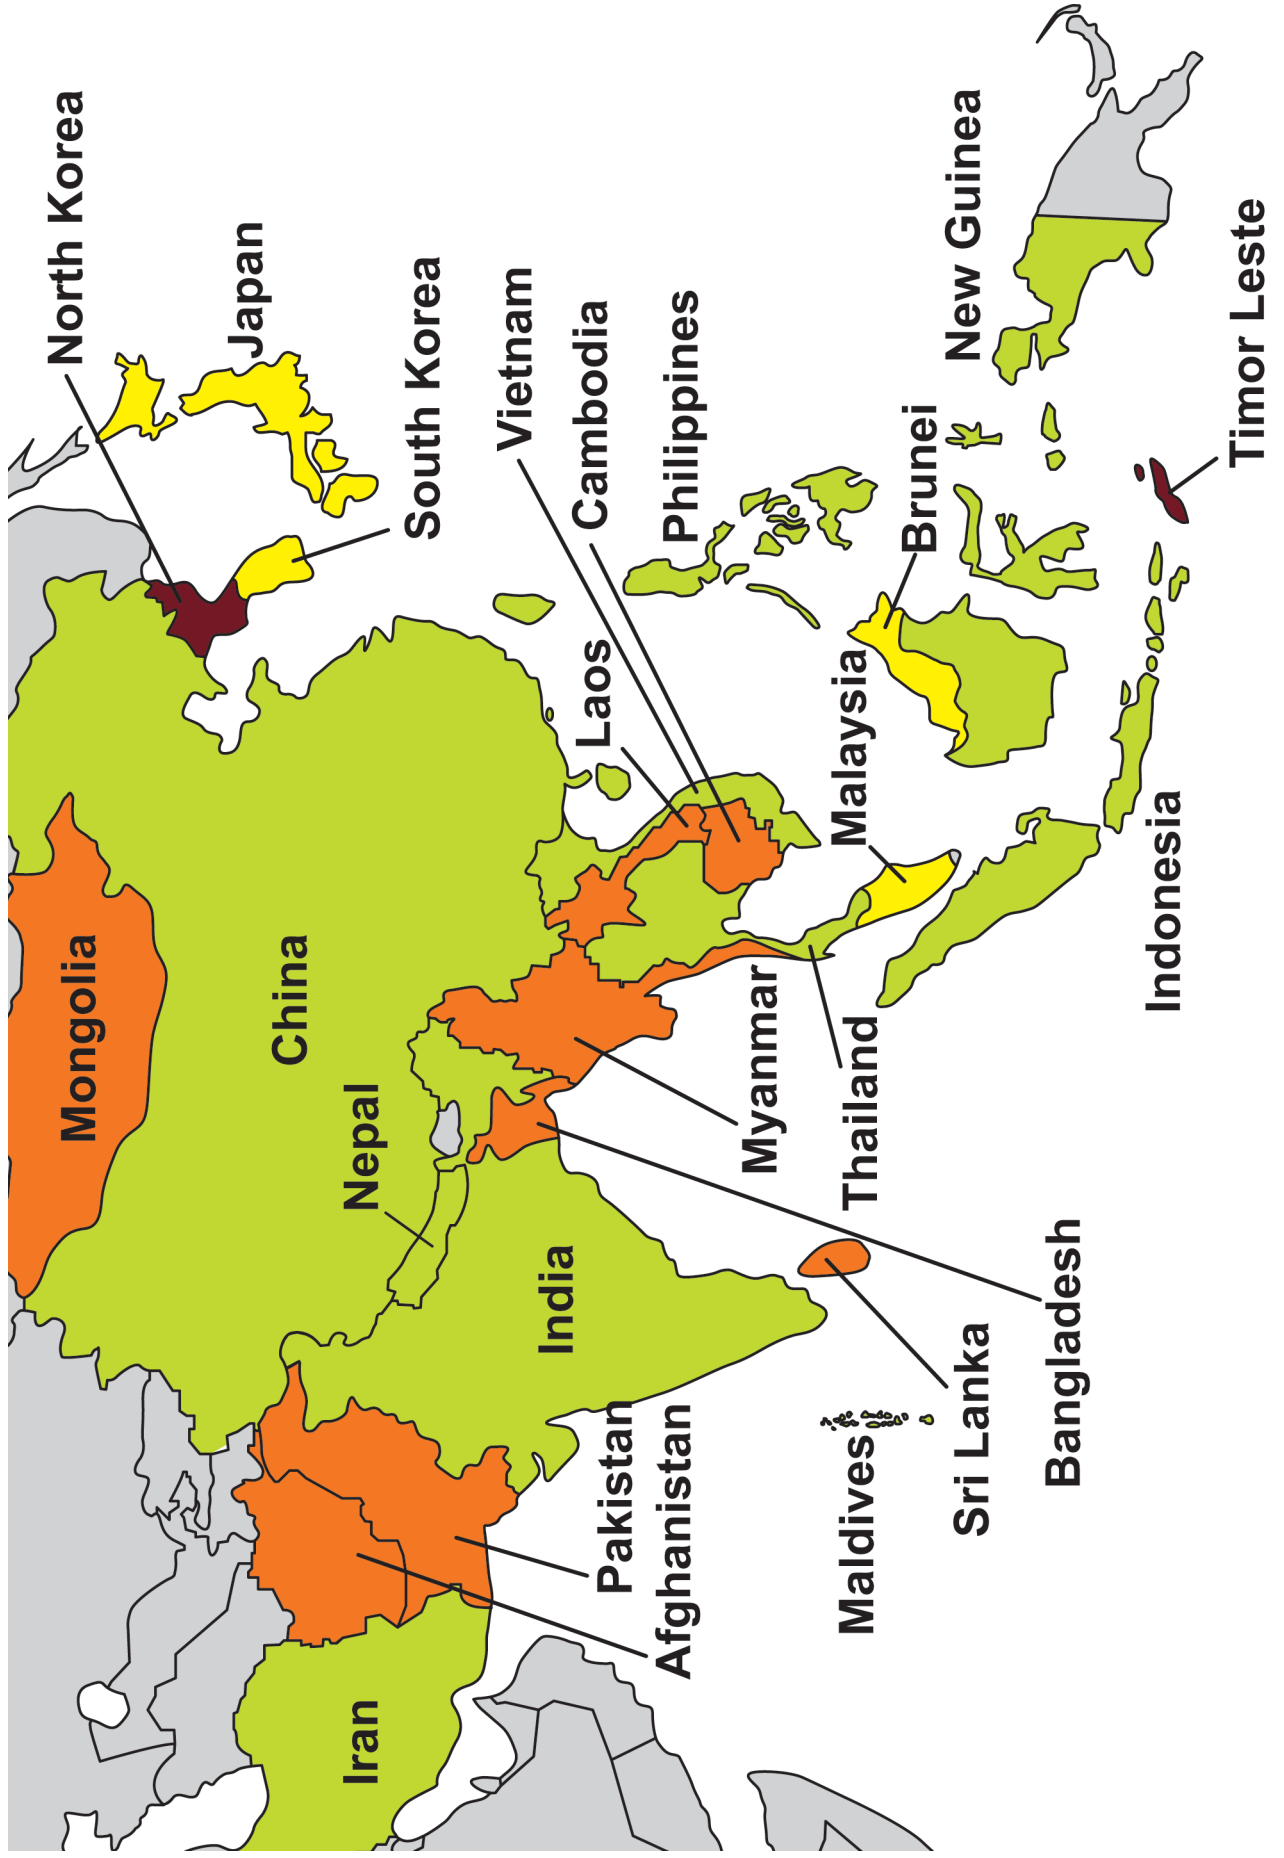 North Korea
Japan
South Korea
Vietnam
Cambodia
Philippines
Laos
Brunei
New Guinea
Timor Leste
Malaysia
Indonesia
Mongolia
China
Nepal
India
Myanmar
Thailand
Bangladesh
Sri Lanka
Maldives
Pakistan
Afghanistan
Iran